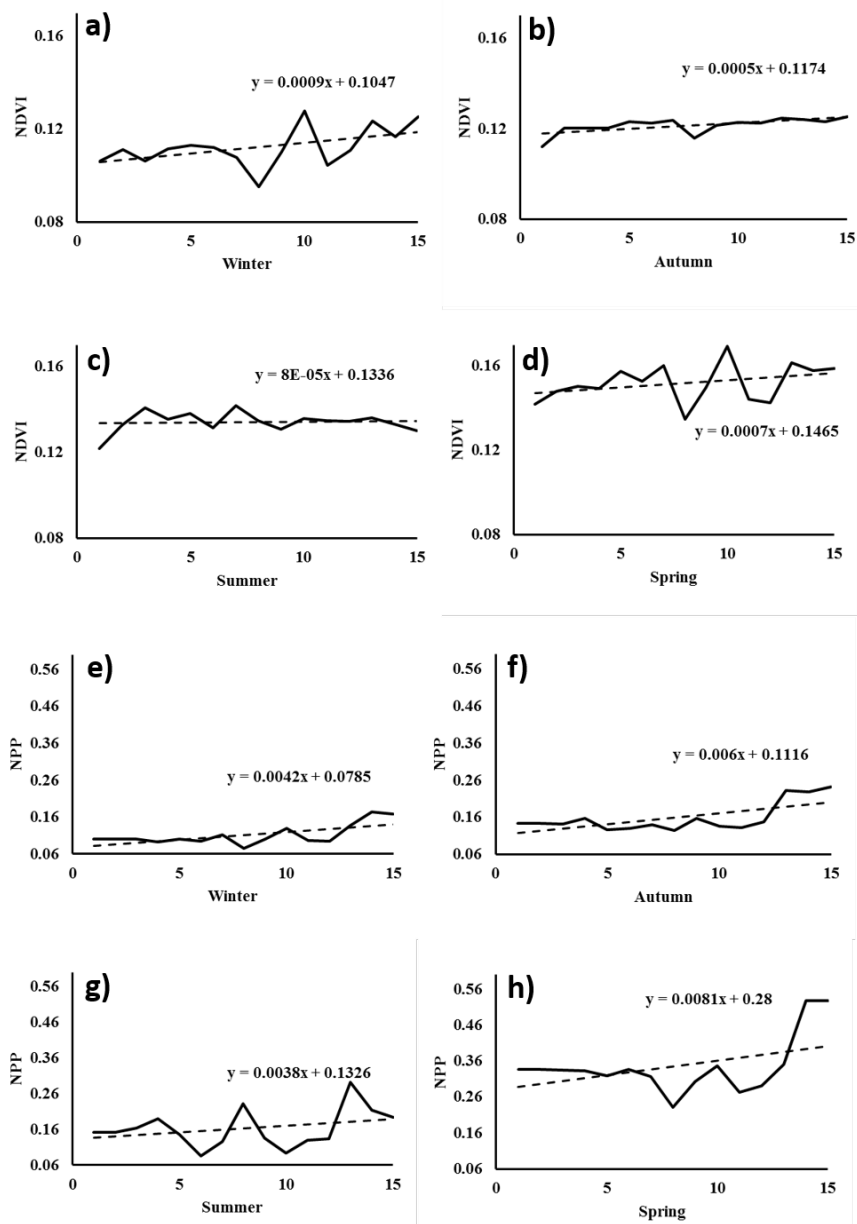 a)
0.16
0.12
0.08
NDVI
y = 0.0009x + 0.1047
0 5 10 15
Winter
b)
0.16
0.12
0.08
NDVI
y = 0.0005x + 0.1174
0 5 10 15
Autumn
c)
0.16
0.12
0.08
NDVI
y = 8E-05x + 0.1336
0 5 10 15
Summer
d)
0.16
0.12
0.08
NDVI
y = 0.0007x + 0.1465
0 5 10 15
Spring
e)
0.56
0.46
0.36
0.26
0.16
0.06
NPP
y = 0.0042x + 0.0785
0 5 10 15
Winter
f)
0.56
0.46
0.36
0.26
0.16
0.06
NPP
y = 0.006x + 0.1116
0 5 10 15
Autumn
g)
0.56
0.46
0.36
0.26
0.16
0.06
NPP
y = 0.0038x + 0.1326
0 5 10 15
Summer
h)
0.56
0.46
0.36
0.26
0.16
0.06
NPP
y = 0.0081x + 0.28
0 5 10 15
Spring